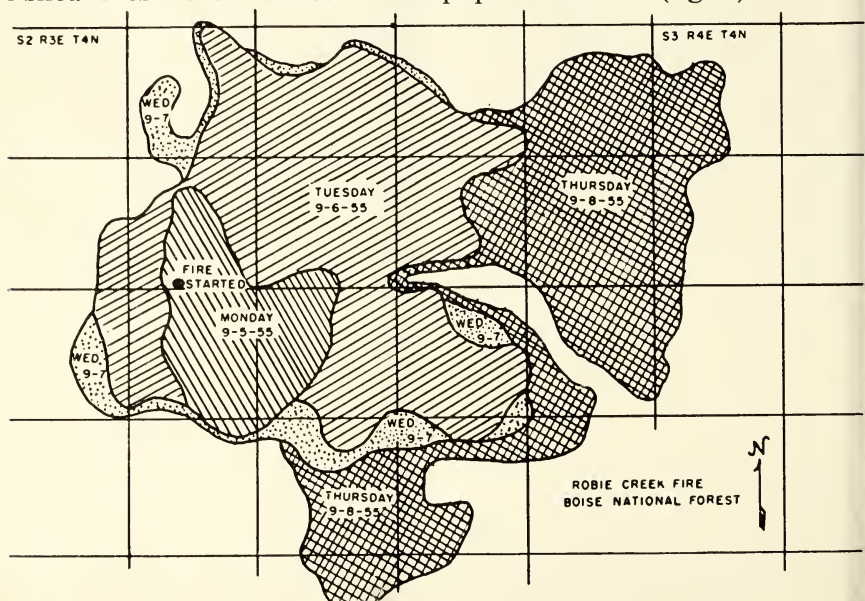 S2 R3E T4N
S3 R4E T4N
WED.
9-7
TUESDAY
9-6-55
THURSDAY
9-8-55
FIRE
STARTED
MONDAY
9-5-55
WED.
9-7
WED.
9-7
WED.
9-7
THURSDAY
9-8-55
ROBIE CREEK FIRE
BOISE NATIONAL FOREST
N